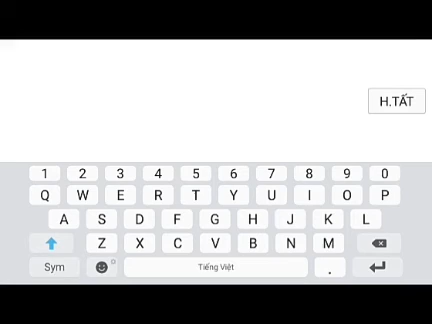 H.TẤT
1 2 3 4 5 6 7 8 9 0
Q W E R T Y U I O P
A S D F G H J K L
Z X C V B N M
Sym Tiếng Việt .